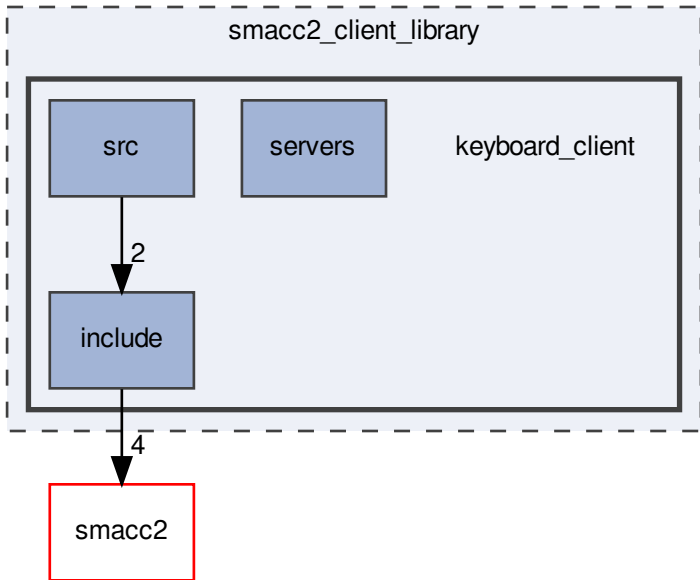 smacc2_client_library
src
servers
keyboard_client
2
include
4
smacc2